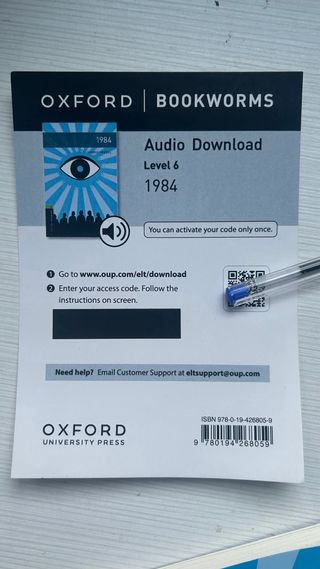 OXFORD | BOOKWORMS
1984
Audio Download
Level 6
1984
You can activate your code only once.
1 Go to www.oup.com/elt/download
2 Enter your access code. Follow the
instructions on screen.
Need help? Email Customer Support at eltsupport@oup.com
OXFORD
UNIVERSITY PRESS
ISBN 978-0-19-426805-9
9 780194 268059